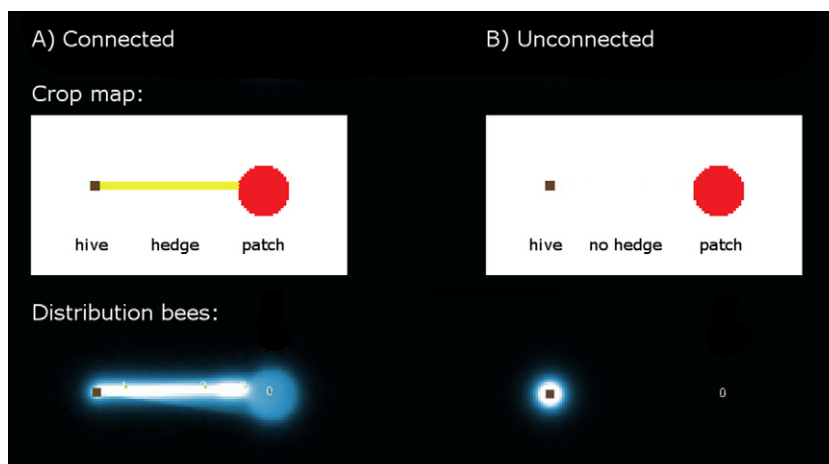 A) Connected
B) Unconnected
Crop map:
hive hedge patch
hive no hedge patch
Distribution bees:
0
0